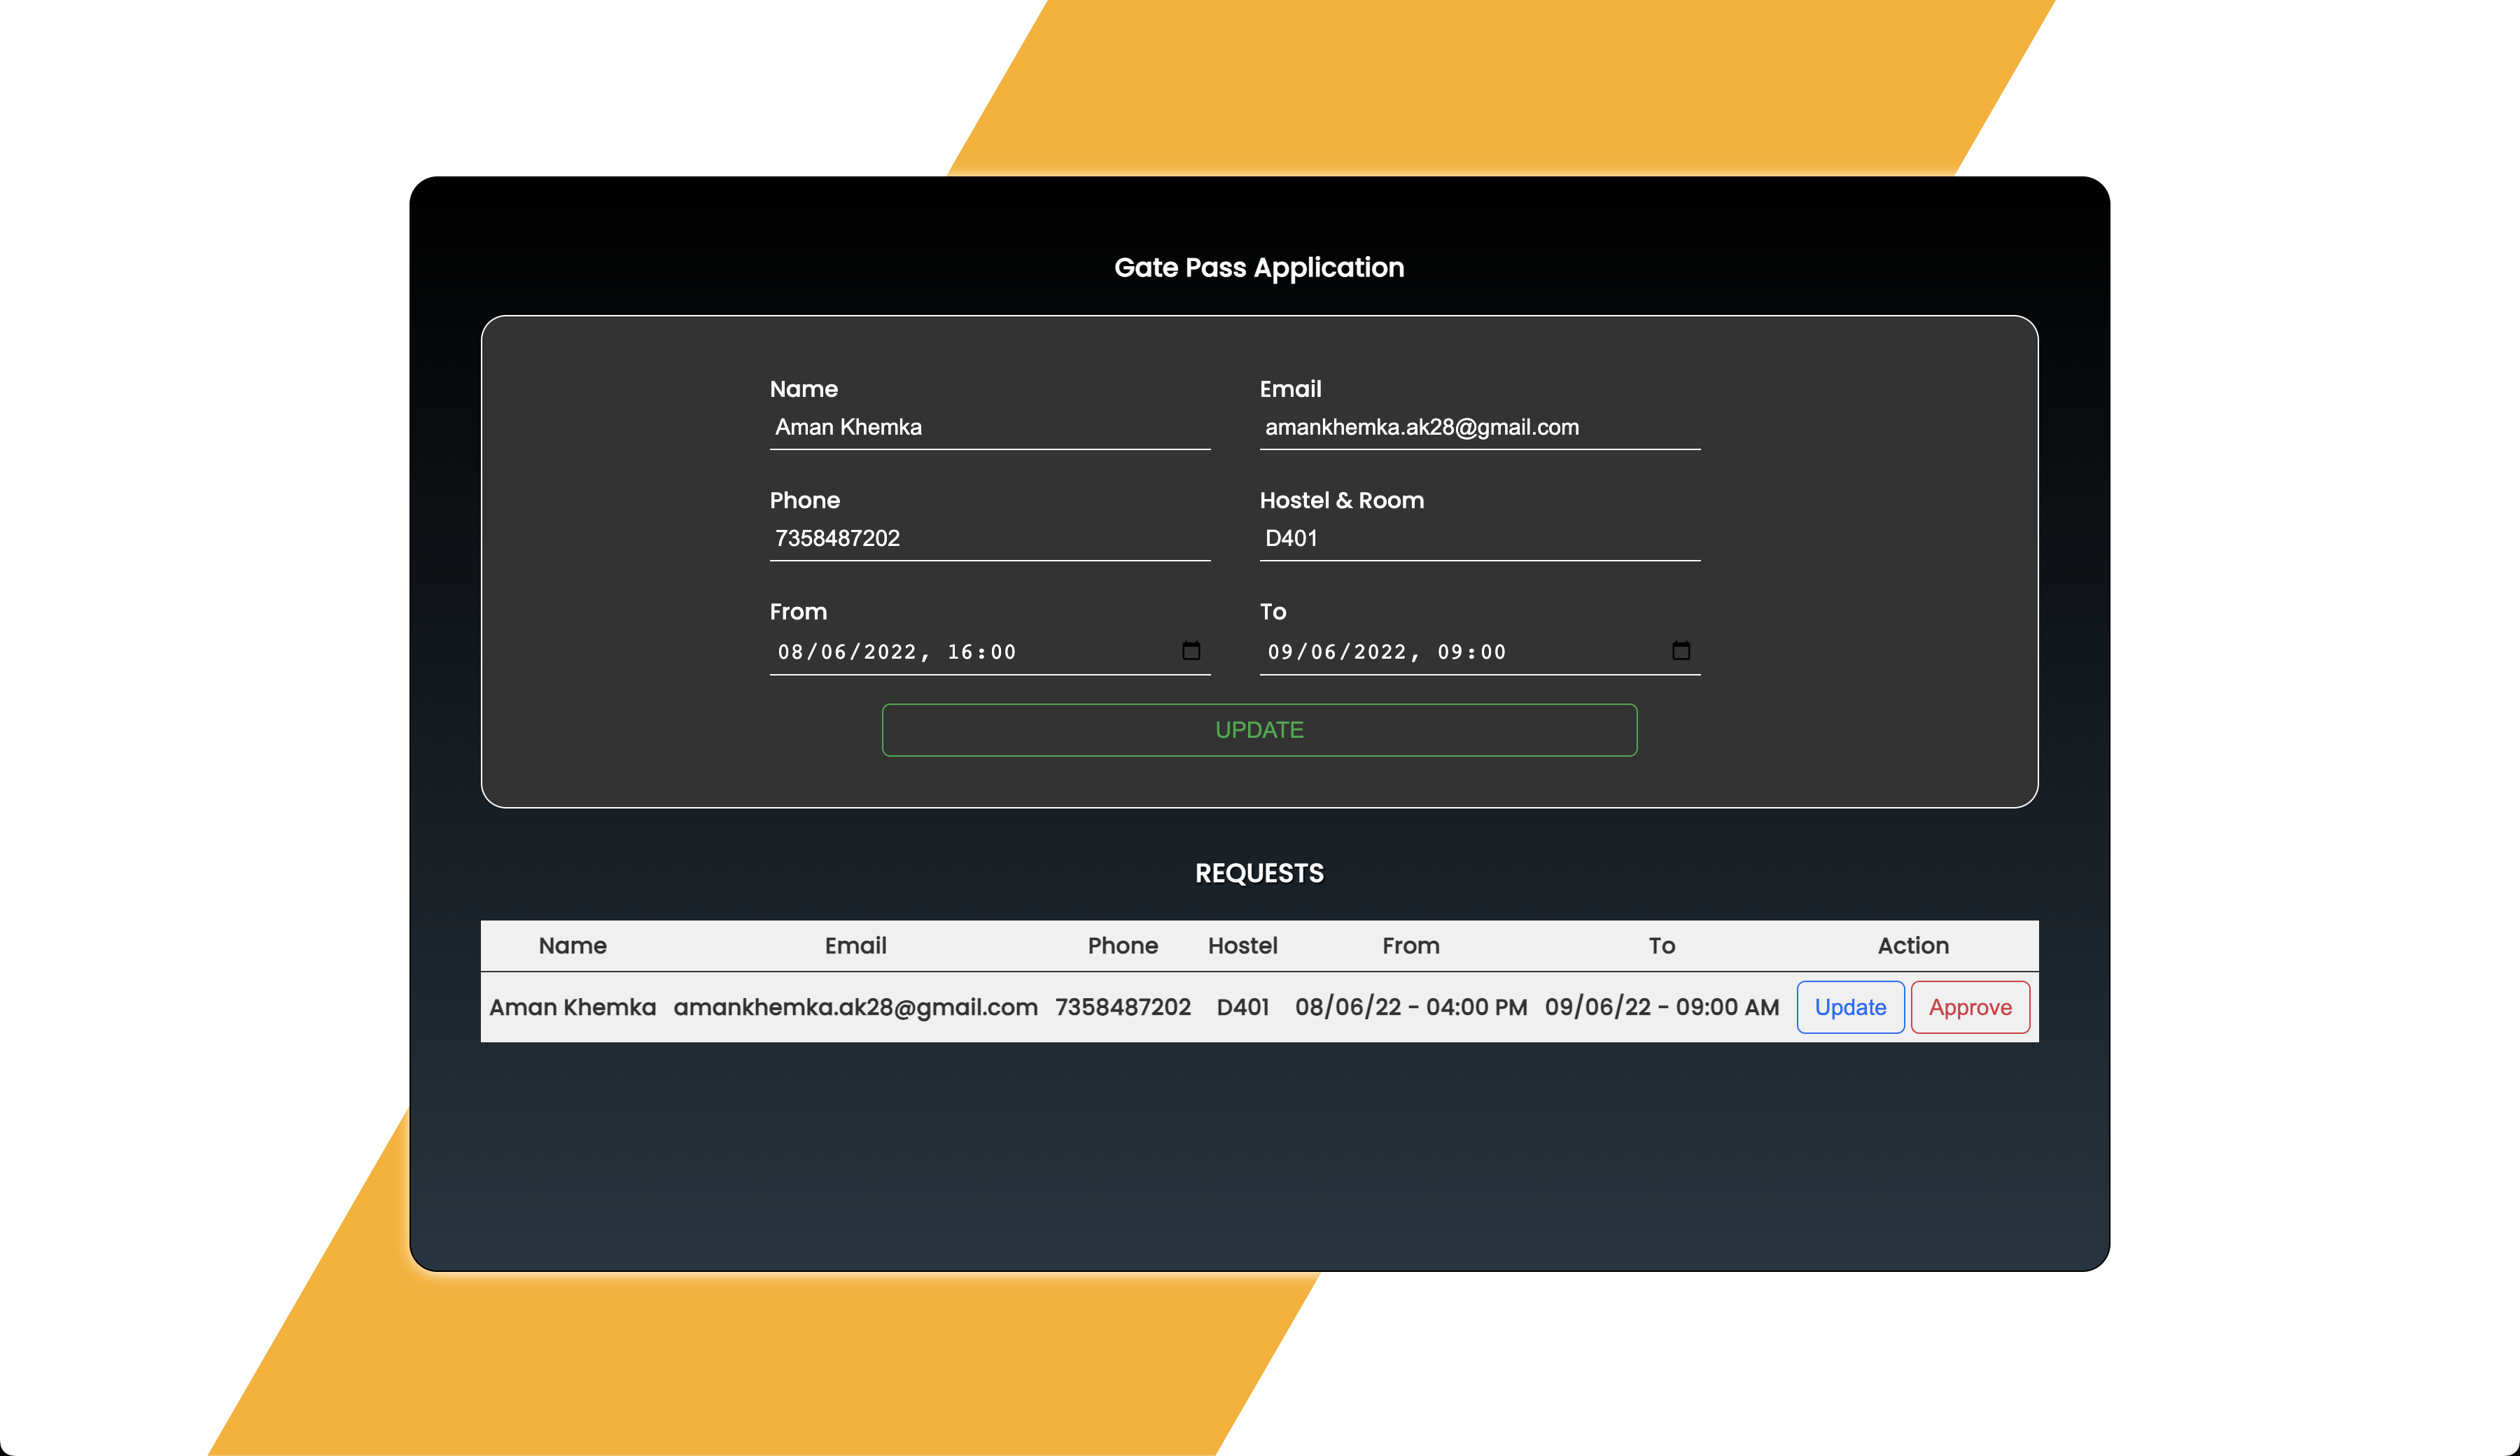 Gate Pass Application
Name Email
Aman Khemka amankhemka.ak28@gmail.com
Phone Hostel & Room
7358487202 D401
From To
08/06/2022, 16:00 09/06/2022, 09:00
UPDATE
REQUESTS
Name Email Phone Hostel From To Action
Aman Khemka amankhemka.ak28@gmail.com 7358487202 D401 08/06/22 - 04:00 PM 09/06/22 - 09:00 AM Update Approve